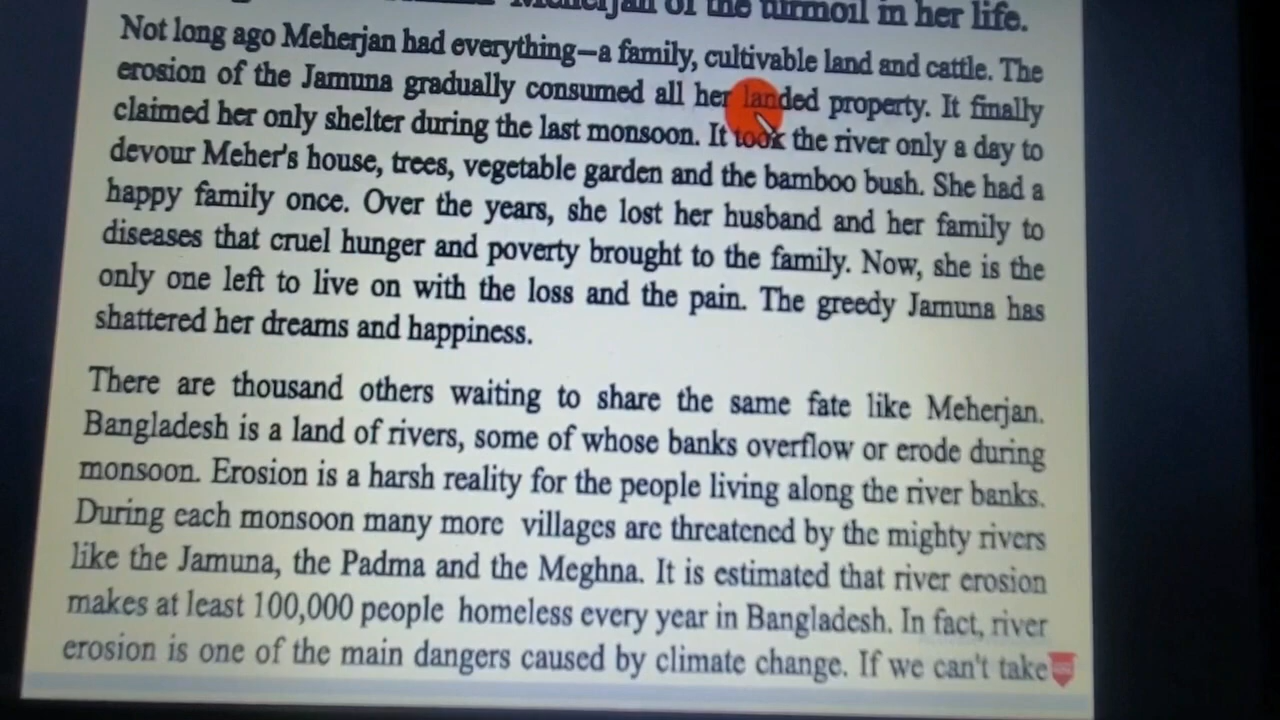 Meherjan of the turmoil in her life.
Not long ago Meherjan had everything–a family, cultivable land and cattle. The
erosion of the Jamuna gradually consumed all her landed property. It finally
claimed her only shelter during the last monsoon. It took the river only a day to
devour Meher's house, trees, vegetable garden and the bamboo bush. She had a
happy family once. Over the years, she lost her husband and her family to
diseases that cruel hunger and poverty brought to the family. Now, she is the
only one left to live on with the loss and the pain. The greedy Jamuna has
shattered her dreams and happiness.
There are thousand others waiting to share the same fate like Meherjan.
Bangladesh is a land of rivers, some of whose banks overflow or erode during
monsoon. Erosion is a harsh reality for the people living along the river banks.
During each monsoon many more villages are threatened by the mighty rivers
like the Jamuna, the Padma and the Meghna. It is estimated that river erosion
makes at least 100,000 people homeless every year in Bangladesh. In fact, river
erosion is one of the main dangers caused by climate change. If we can't take